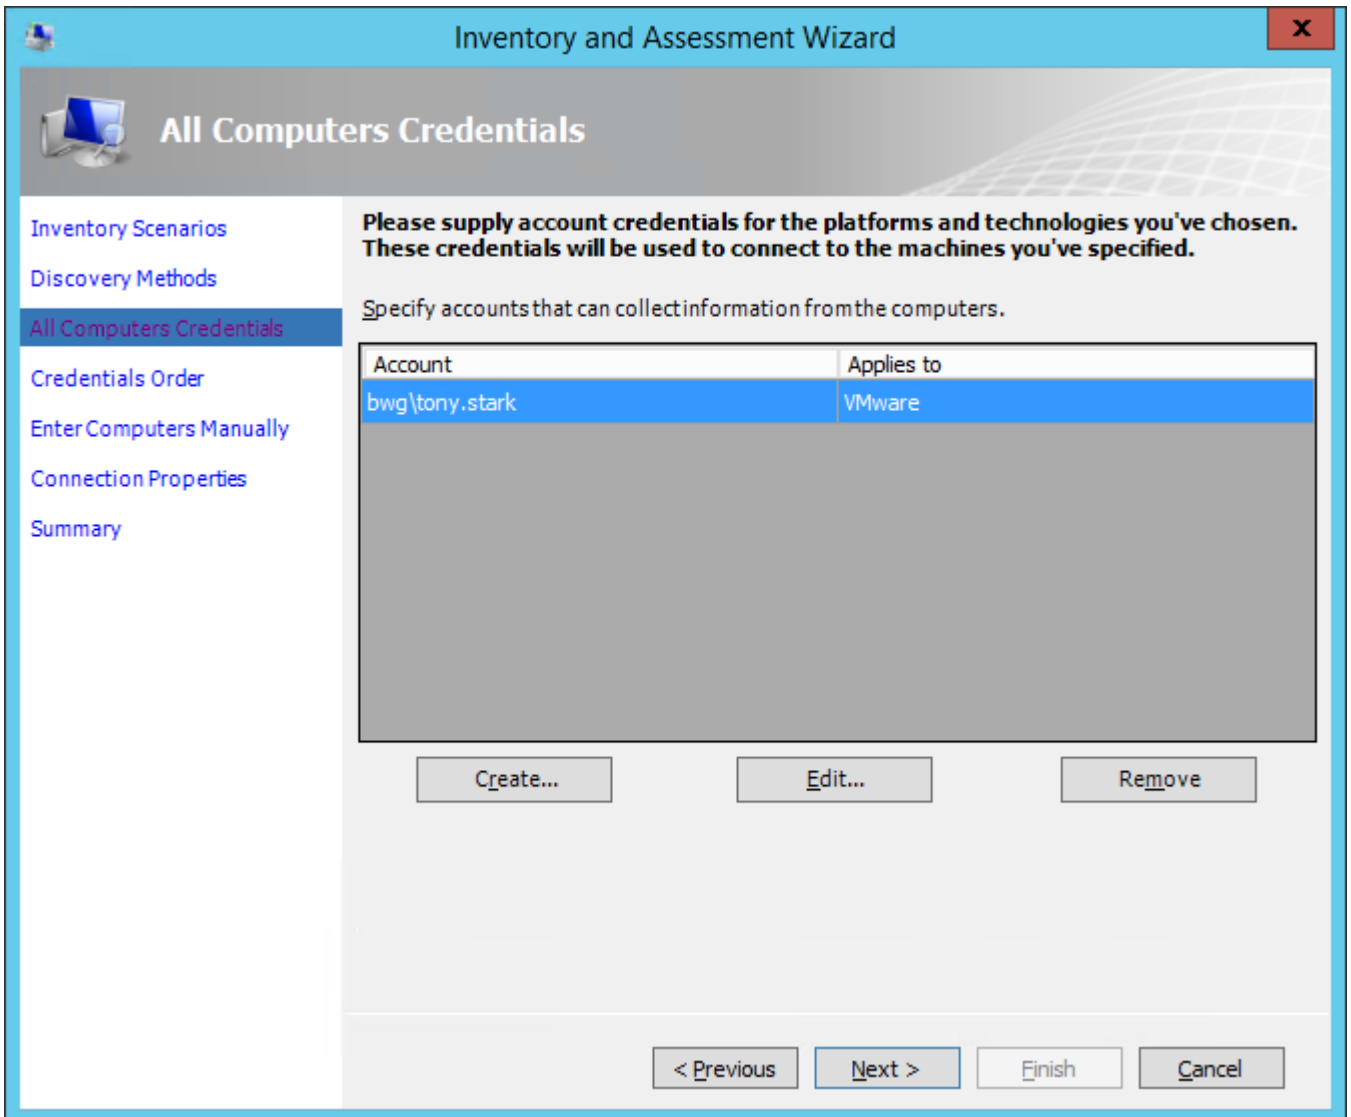 Inventory and Assessment Wizard
x
All Computers Credentials
Inventory Scenarios
Discovery Methods
All Computers Credentials
Credentials Order
Enter Computers Manually
Connection Properties
Summary
Please supply account credentials for the platforms and technologies you've chosen.
These credentials will be used to connect to the machines you've specified.
Specify accounts that can collect information from the computers.
Account Applies to
bwg\tony.stark VMware
Create... Edit... Remove
< Previous Next > Finish Cancel